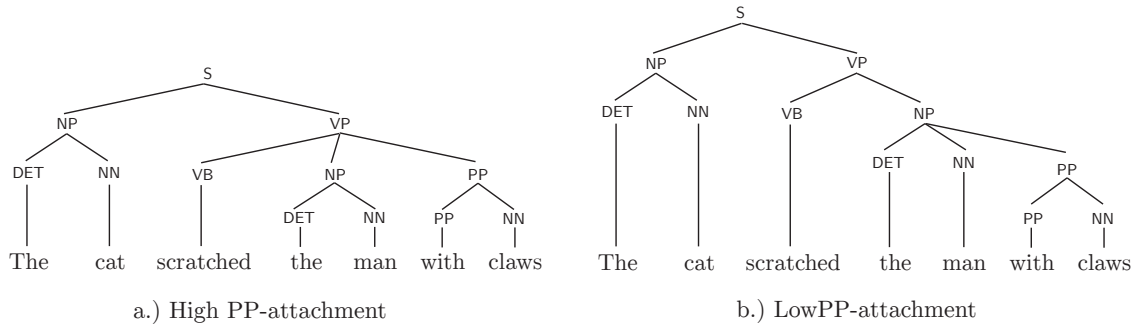 S
NP VP
DET NN VB NP PP
DET NN PP NN
The cat scratched the man with claws
a.) High PP-attachment
S
NP VP
DET NN VB NP
DET NN PP
PP NN
The cat scratched the man with claws
b.) LowPP-attachment